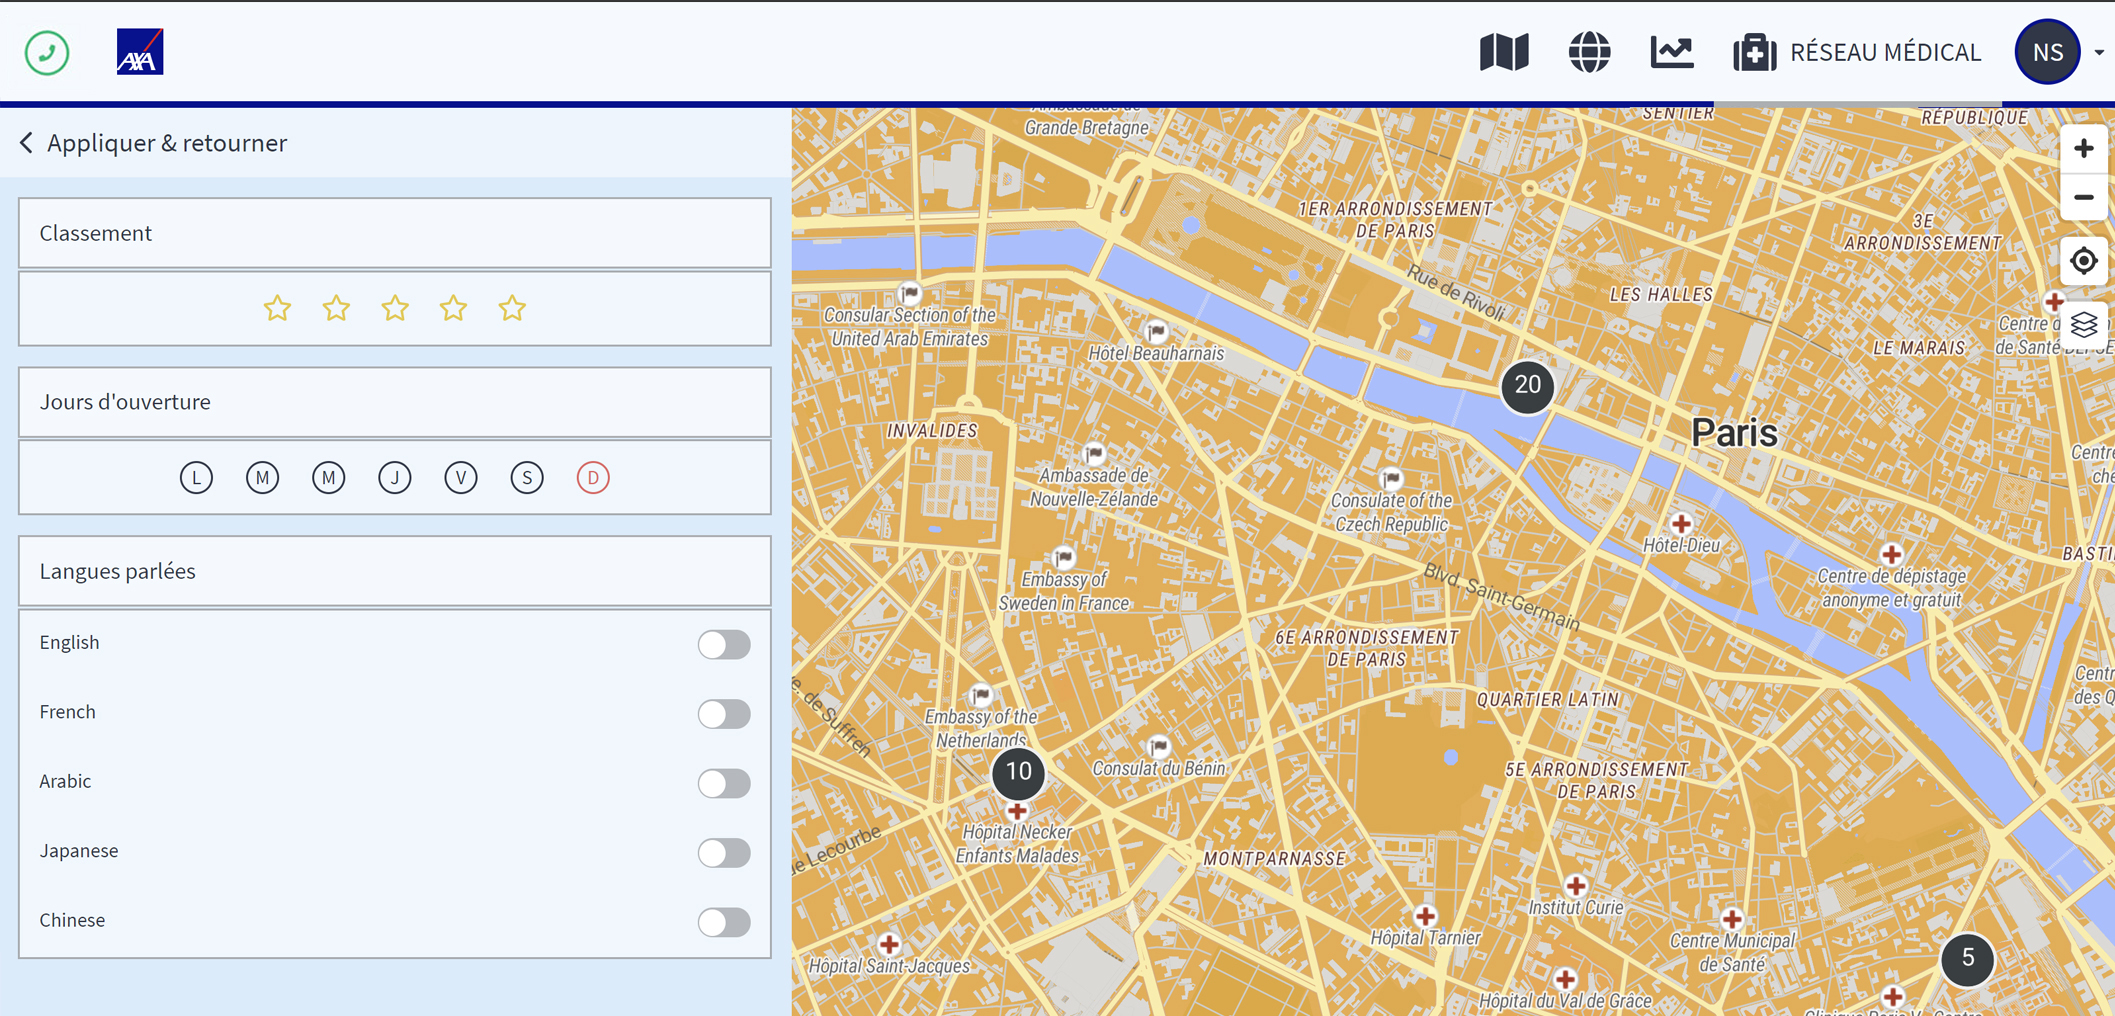 AXA
RÉSEAU MÉDICAL
NS
Appliquer & retourner
Classement
Jours d'ouverture
L M M J V S D
Langues parlées
English
French
Arabic
Japanese
Chinese
Ambassade de
Grande Bretagne
SENTIER
RÉPUBLIQUE
1ER ARRONDISSEMENT
DE PARIS
3E
ARRONDISSEMENT
Rue de Rivoli
LES HALLES
Consular Section of the
United Arab Emirates
Hôtel Beauharnais
Centre
de Santé
LE MARAIS
20
Paris
INVALIDES
Ambassade de
Nouvelle-Zélande
Consulate of the
Czech Republic
Centre
Hôtel-Dieu
Embassy of
Sweden in France
Blvd. Saint-Germain
Centre de dépistage
anonyme et gratuit
BASTI
6E ARRONDISSEMENT
DE PARIS
QUARTIER LATIN
Centr
des Q
e. de Suffren
Embassy of the
Netherlands
10
Consulat du Bénin
5E ARRONDISSEMENT
DE PARIS
Hôpital Necker
Enfants Malades
e Lecourbe
MONTPARNASSE
Institut Curie
Hôpital Tarnier
Centre Municipal
de Santé
5
Hôpital Saint-Jacques
Hôpital du Val de Grâce